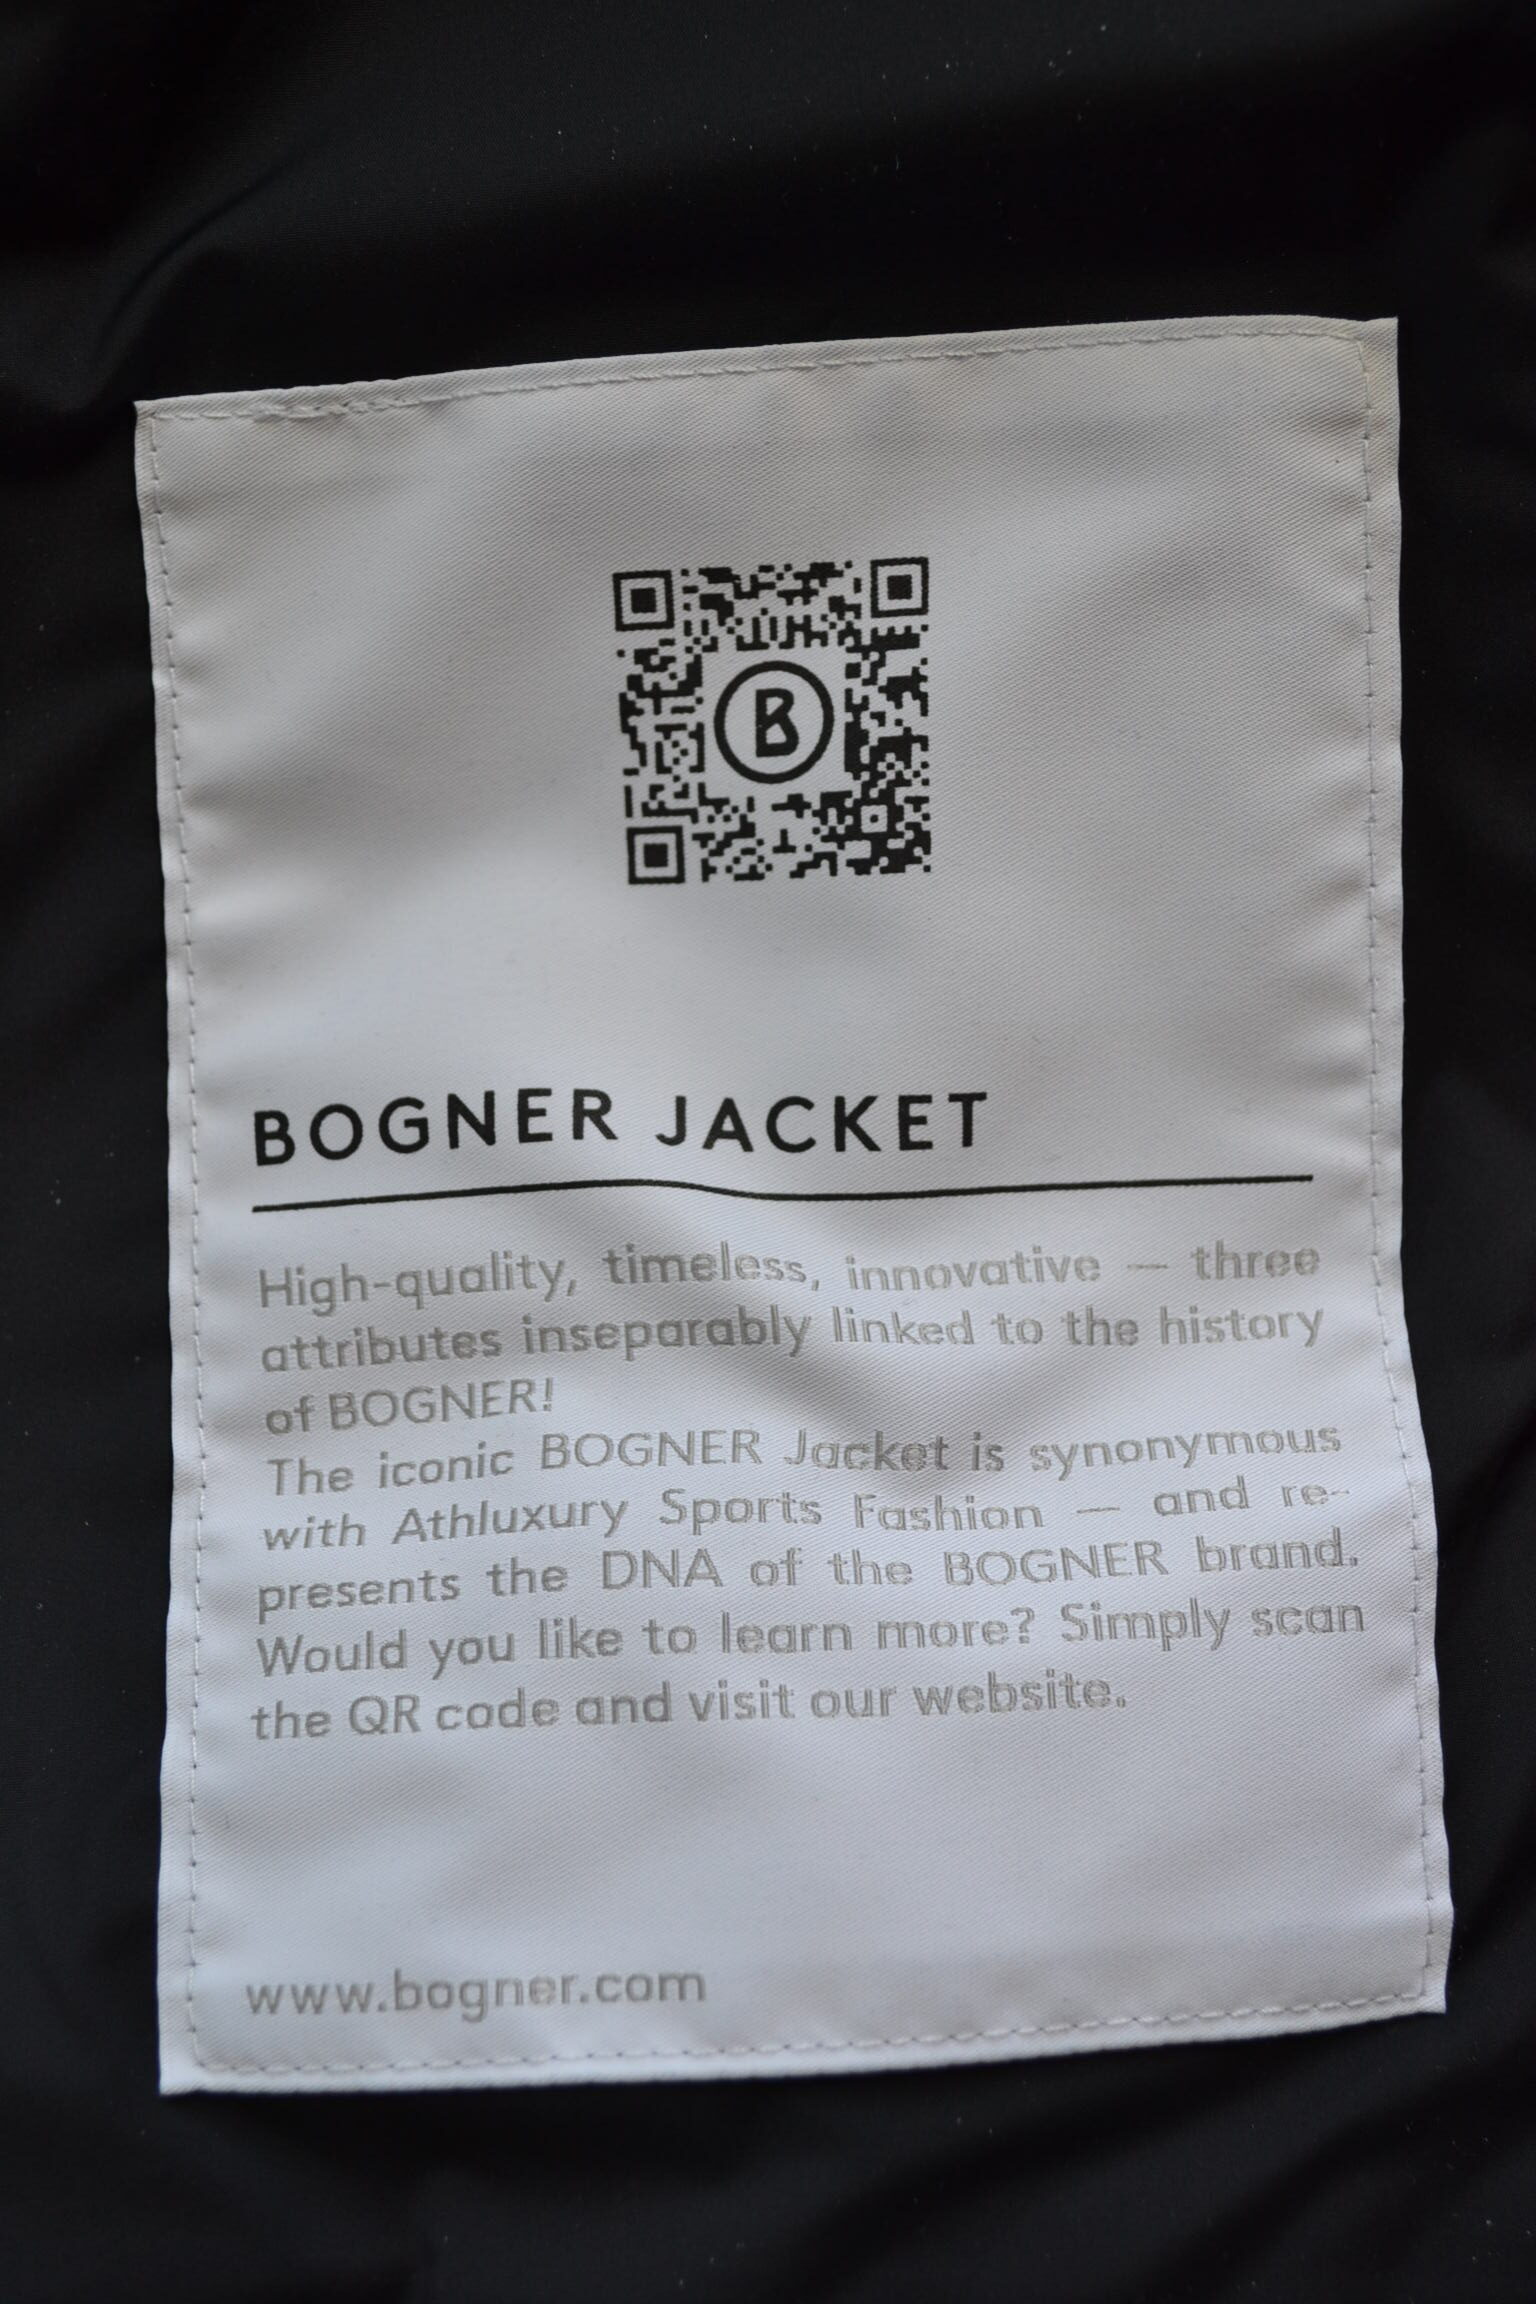 B
BOGNER JACKET
High-quality, timeless, innovative — three
attributes inseparably linked to the history
of BOGNER!
The iconic BOGNER Jacket is synonymous
with Athluxury Sports Fashion — and re-
presents the DNA of the BOGNER brand.
Would you like to learn more? Simply scan
the QR code and visit our website.
www.bogner.com